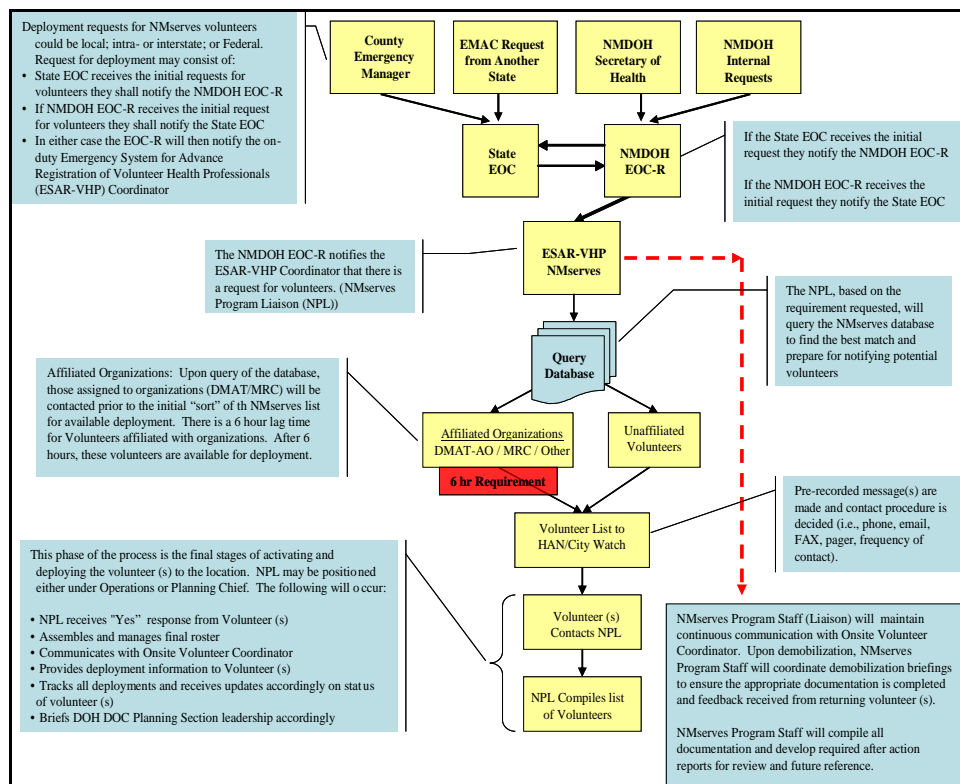 Deployment requests for NMserves volunteers
could be local; intra- or interstate; or Federal.
Request for deployment may consist of:
• State EOC receives the initial requests for
volunteers they shall notify the NMDOH EOC-R
• If NMDOH EOC-R receives the initial request
for volunteers they shall notify the State EOC
• In either case the EOC-R will then notify the on-
duty Emergency System for Advance
Registration of Volunteer Health Professionals
(ESAR-VHP) Coordinator
County
Emergency
Manager
EMAC Request
from Another
State
NMDOH
Secretary
of Health
NMDOH
Internal
Requests
State
EOC
NMDOH
EOC-R
If the State EOC receives the initial
request they notify the NMDOH EOC-R
If the NMDOH EOC-R receives the
initial request they notify the State EOC
The NMDOH EOC-R notifies the
ESAR-VHP Coordinator that there is
a request for volunteers. (NMserves
Program Liaison (NPL))
ESAR-VHP
NMserves
The NPL, based on the
requirement requested, will
query the NMserves database
to find the best match and
prepare for notifying potential
volunteers
Query
Database
Affiliated Organizations: Upon query of the database,
those assigned to organizations (DMAT/MRC) will be
contacted prior to the initial “sort” of th NMserves list
for available deployment. There is a 6 hour lag time
for Volunteers affiliated with organizations. After 6
hours, these volunteers are available for deployment.
Affiliated Organizations
DMAT-AO / MRC / Other
6 hr Requirement
Unaffiliated
Volunteers
Volunteer List to
HAN/City Watch
Pre-recorded message(s) are
made and contact procedure is
decided (i.e., phone, email,
FAX, pager, frequency of
contact).
This phase of the process is the final stages of activating and
deploying the volunteer (s) to the location. NPL may be positioned
either under Operations or Planning Chief. The following will occur:
• NPL receives "Yes” response from Volunteer (s)
• Assembles and manages final roster
• Communicates with Onsite Volunteer Coordinator
• Provides deployment information to Volunteer (s)
• Tracks all deployments and receives updates accordingly on status
of volunteer (s)
• Briefs DOH DOC Planning Section leadership accordingly
Volunteer (s)
Contacts NPL
NPL Compiles list
of Volunteers
NMserves Program Staff (Liaison) will maintain
continuous communication with Onsite Volunteer
Coordinator. Upon demobilization, NMserves
Program Staff will coordinate demobilization briefings
to ensure the appropriate documentation is completed
and feedback received from returning volunteer (s).
NMserves Program Staff will compile all
documentation and develop required after action
reports for review and future reference.